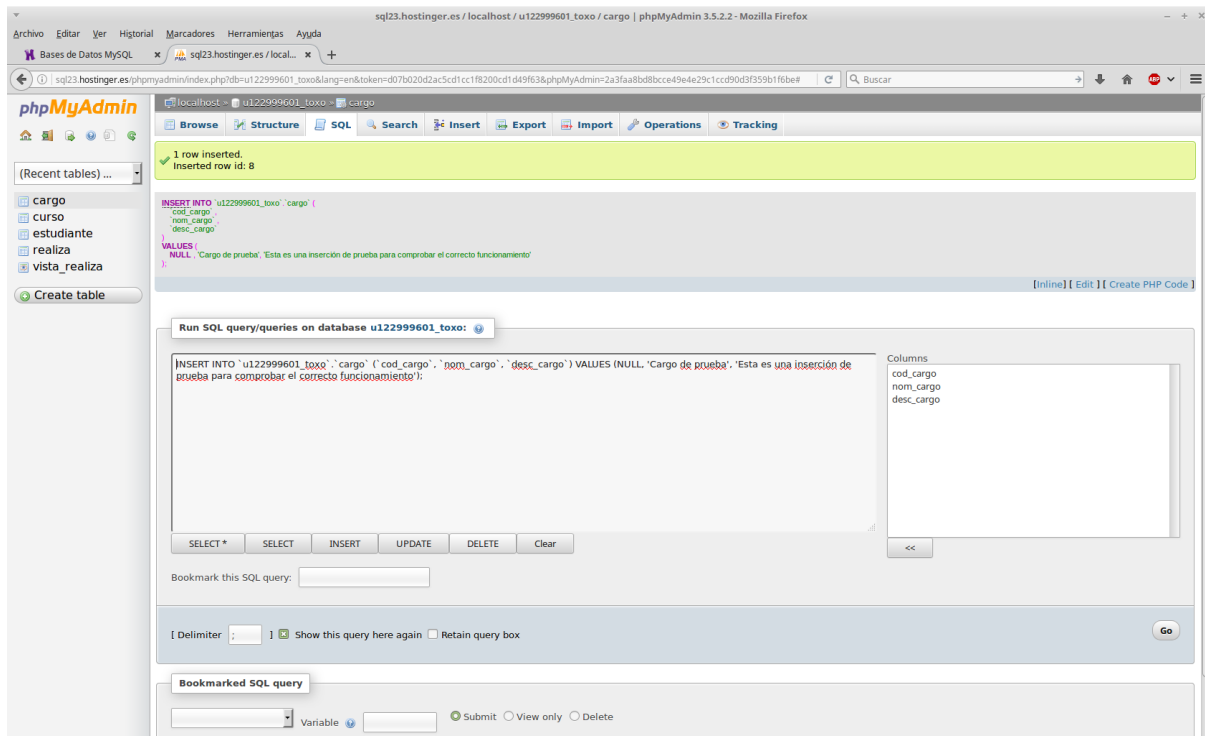 sql23.hostinger.es / localhost / u122999601_toxo / cargo | phpMyAdmin 3.5.2.2 - Mozilla Firefox
Archivo Editar Ver Historial Marcadores Herramientas Ayuda
Bases de Datos MySQL
sql23.hostinger.es / local...
sql23.hostinger.es/phpmyadmin/index.php?db=u122999601_toxo&lang=en&token=d07b020d2ac5cd1cc1f8200cd1d49f63&phpMyAdmin=2a3faa8bd8bcce49e4e29c1ccd90d3f359b1f6be#
Buscar
ABP
phpMyAdmin
(Recent tables) ...
cargo
curso
estudiante
realiza
vista_realiza
Create table
localhost » u122999601_toxo » cargo
Browse Structure SQL Search Insert Export Import Operations Tracking
1 row inserted.
Inserted row id: 8
INSERT INTO `u122999601_toxo`.`cargo` (
`cod_cargo` ,
`nom_cargo` ,
`desc_cargo`
)
VALUES (
NULL , 'Cargo de prueba', 'Esta es una inserción de prueba para comprobar el correcto funcionamiento'
);
[Inline] [ Edit ] [ Create PHP Code ]
Run SQL query/queries on database u122999601_toxo:
INSERT INTO `u122999601_toxo`.`cargo` (`cod_cargo`, `nom_cargo`, `desc_cargo`) VALUES (NULL, 'Cargo de prueba', 'Esta es una inserción de
prueba para comprobar el correcto funcionamiento');
Columns
cod_cargo
nom_cargo
desc_cargo
SELECT * SELECT INSERT UPDATE DELETE Clear
<<
Bookmark this SQL query:
[ Delimiter ; ] Show this query here again Retain query box
Go
Bookmarked SQL query
Variable Submit View only Delete